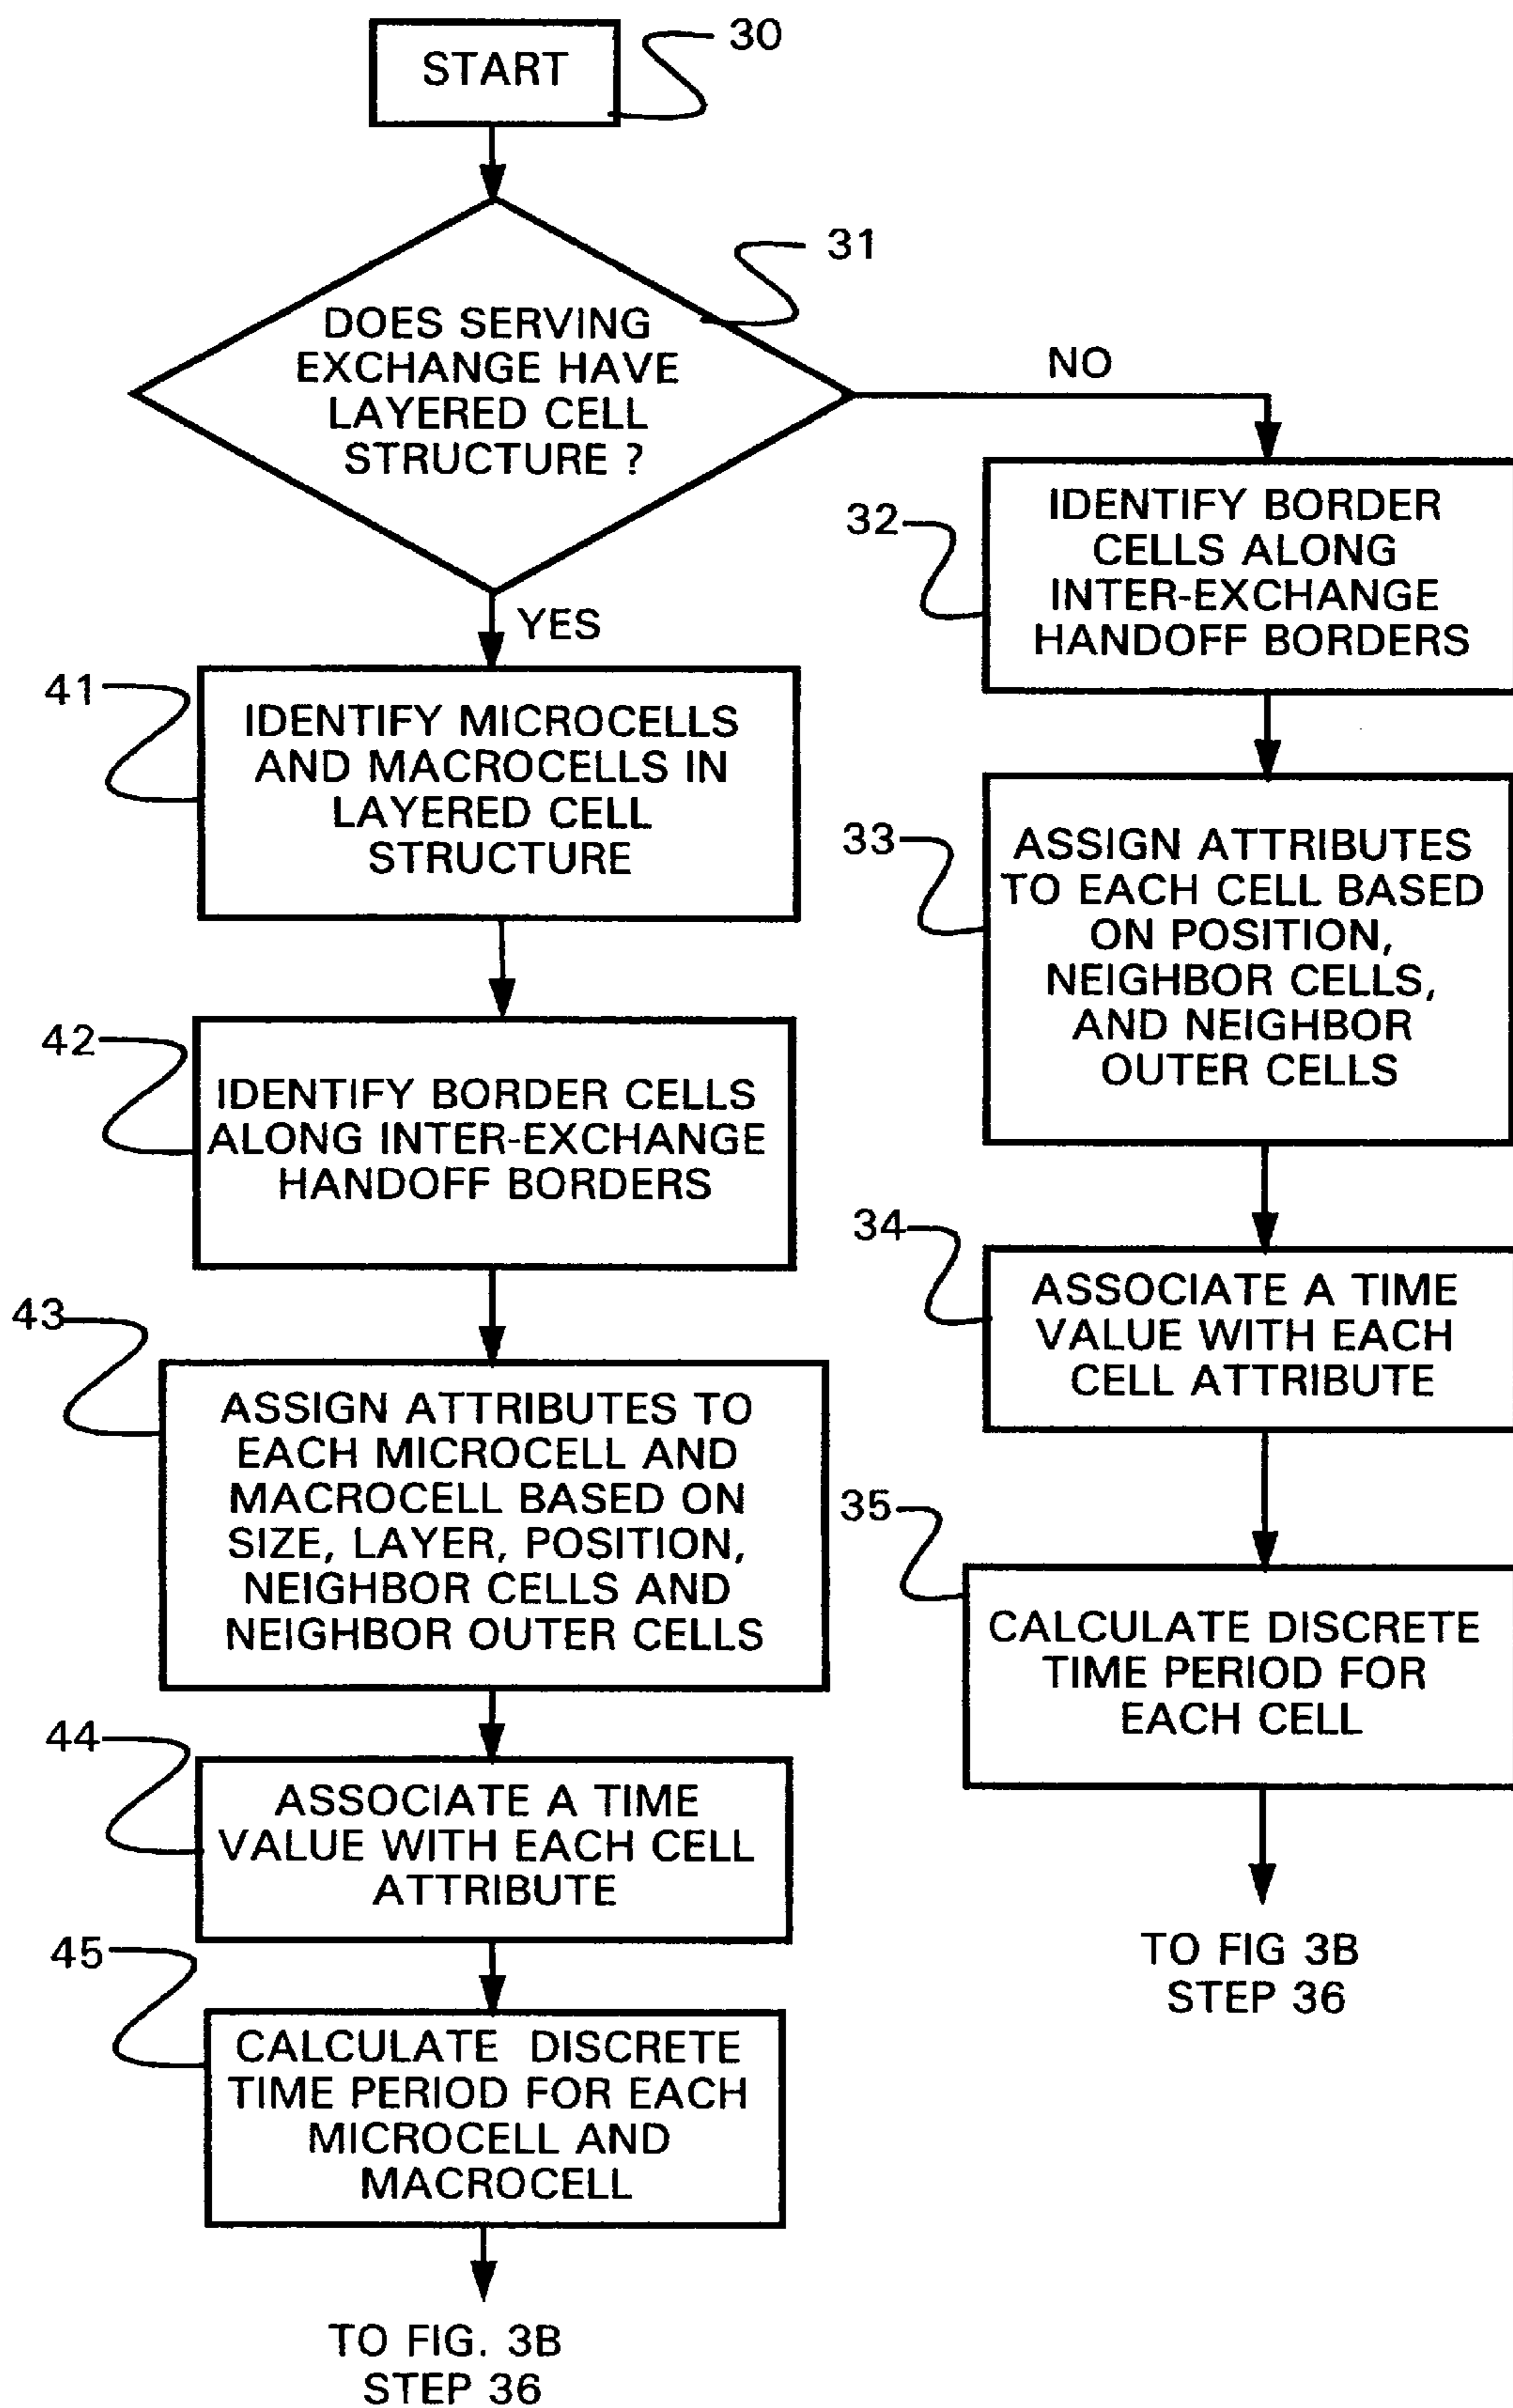 START
30
31
DOES SERVING
EXCHANGE HAVE
LAYERED CELL
STRUCTURE ?
NO
YES
32
IDENTIFY BORDER
CELLS ALONG
INTER-EXCHANGE
HANDOFF BORDERS
33
ASSIGN ATTRIBUTES
TO EACH CELL BASED
ON POSITION,
NEIGHBOR CELLS,
AND NEIGHBOR
OUTER CELLS
34
ASSOCIATE A TIME
VALUE WITH EACH
CELL ATTRIBUTE
35
CALCULATE DISCRETE
TIME PERIOD FOR
EACH CELL
TO FIG 3B
STEP 36
41
IDENTIFY MICROCELLS
AND MACROCELLS IN
LAYERED CELL
STRUCTURE
42
IDENTIFY BORDER CELLS
ALONG INTER-EXCHANGE
HANDOFF BORDERS
43
ASSIGN ATTRIBUTES TO
EACH MICROCELL AND
MACROCELL BASED ON
SIZE, LAYER, POSITION,
NEIGHBOR CELLS AND
NEIGHBOR OUTER CELLS
44
ASSOCIATE A TIME
VALUE WITH EACH CELL
ATTRIBUTE
45
CALCULATE DISCRETE
TIME PERIOD FOR EACH
MICROCELL AND
MACROCELL
TO FIG. 3B
STEP 36